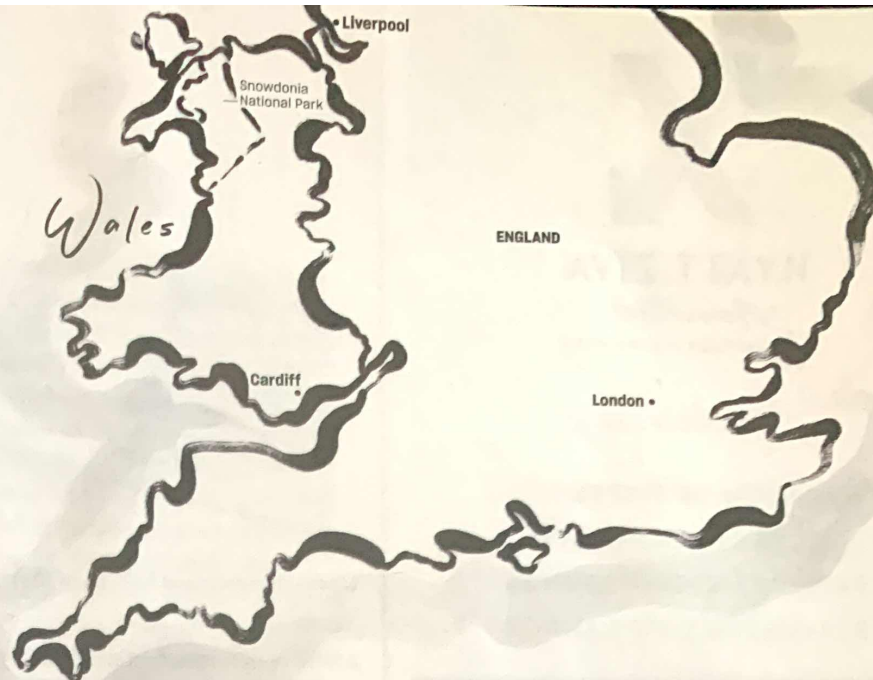 Liverpool
Snowdonia
National Park
Wales
ENGLAND
Cardiff
London